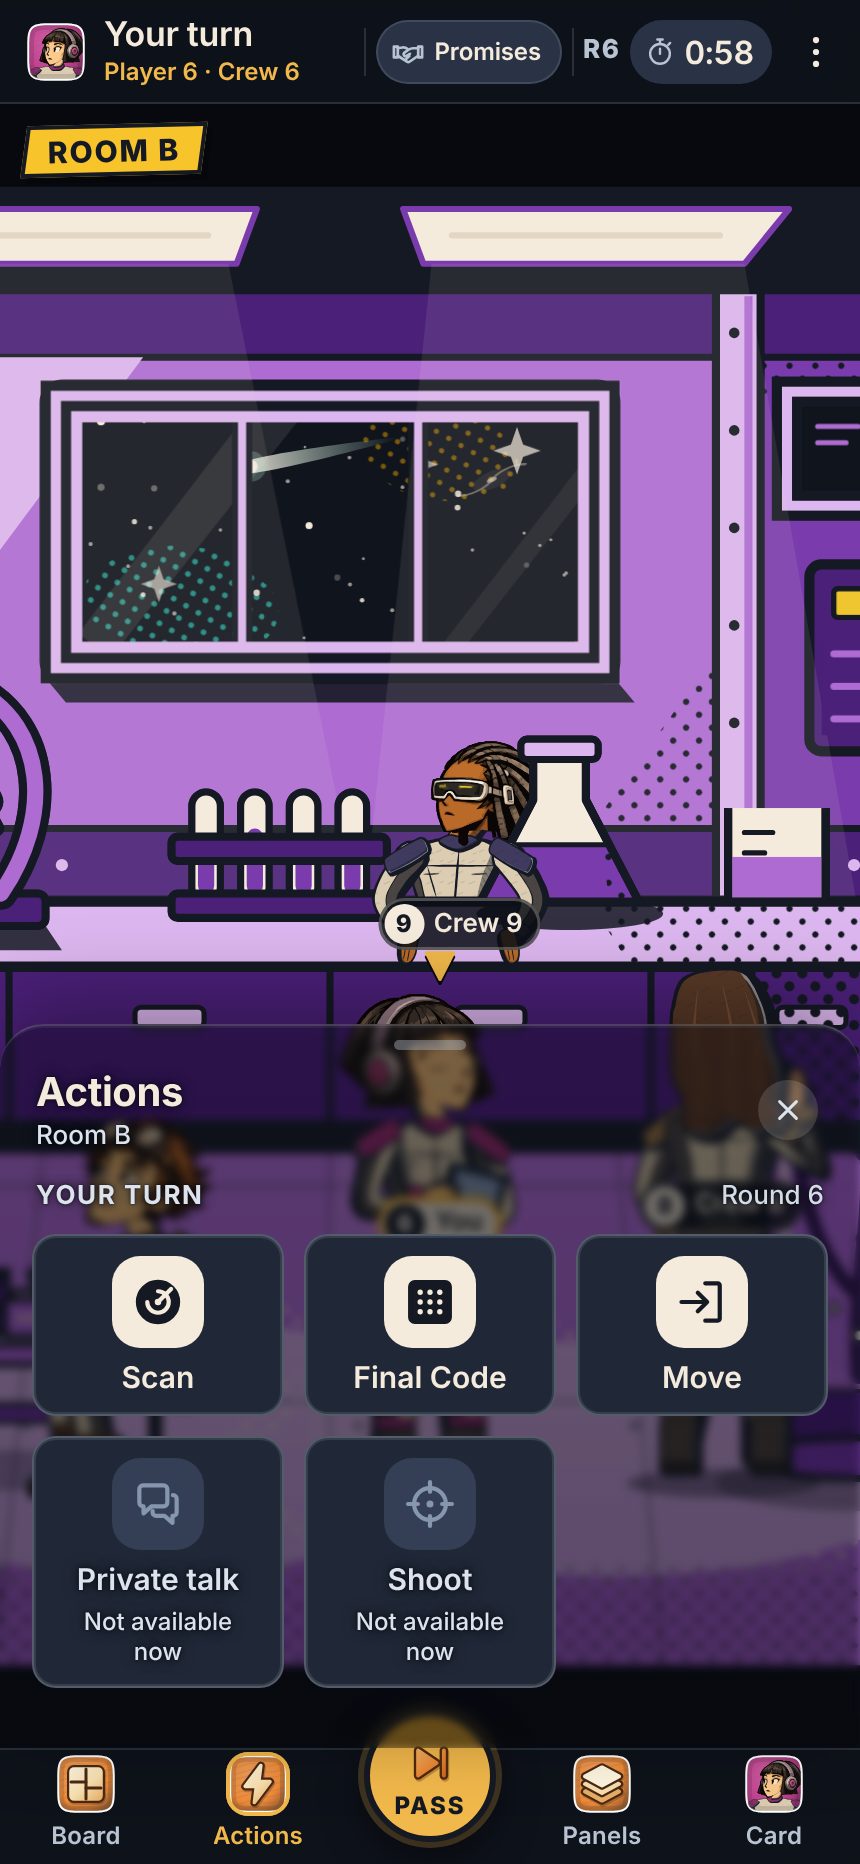 Your turn
Player 6 · Crew 6
Promises
R6
0:58
ROOM B
9 Crew 9
Actions
Room B
YOUR TURN
Round 6
You
Scan
Final Code
Move
Private talk
Not available
now
Shoot
Not available
now
PASS
Board
Actions
Panels
Card